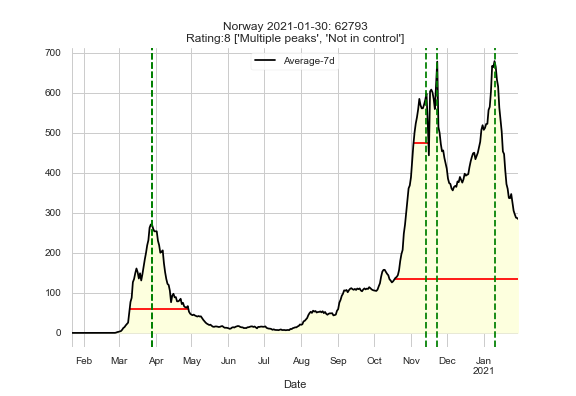 Norway 2021-01-30: 62793
Rating:8 ['Multiple peaks', 'Not in control']
Average-7d
700
600
500
400
300
200
100
0
Feb Mar Apr May Jun Jul Aug Sep Oct Nov Dec Jan
2021
Date